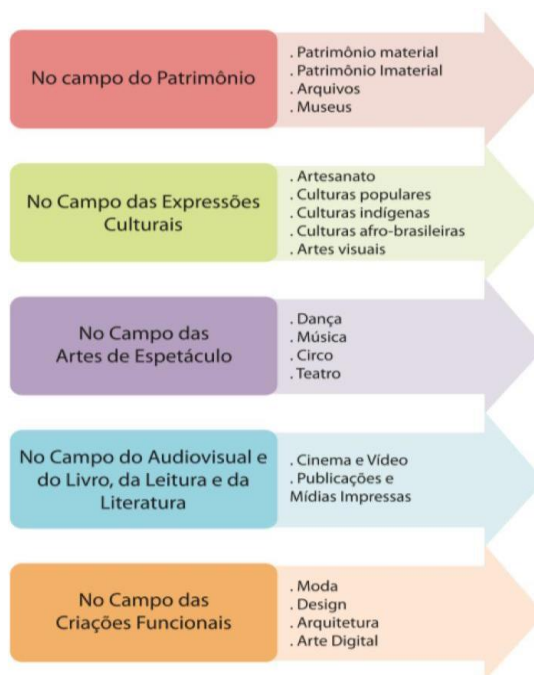 No campo do Patrimônio
. Patrimônio material
. Patrimônio Imaterial
. Arquivos
. Museus
No Campo das Expressões
Culturais
. Artesanato
. Culturas populares
. Culturas indígenas
. Culturas afro-brasileiras
. Artes visuais
No Campo das
Artes de Espetáculo
. Dança
. Música
. Circo
. Teatro
No Campo do Audiovisual e
do Livro, da Leitura e da
Literatura
. Cinema e Vídeo
. Publicações e
Mídias Impressas
No Campo das
Criações Funcionais
. Moda
. Design
. Arquitetura
. Arte Digital